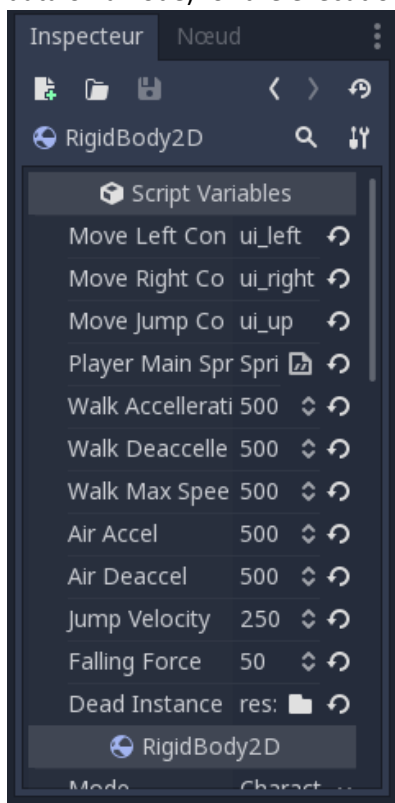 Inspecteur Nœud
RigidBody2D
Script Variables
Move Left Con ui_left
Move Right Co ui_right
Move Jump Co ui_up
Player Main Spr Spri
Walk Accellerati 500
Walk Deaccelle 500
Walk Max Spee 500
Air Accel 500
Air Deaccel 500
Jump Velocity 250
Falling Force 50
Dead Instance res:
RigidBody2D
Mode Charact